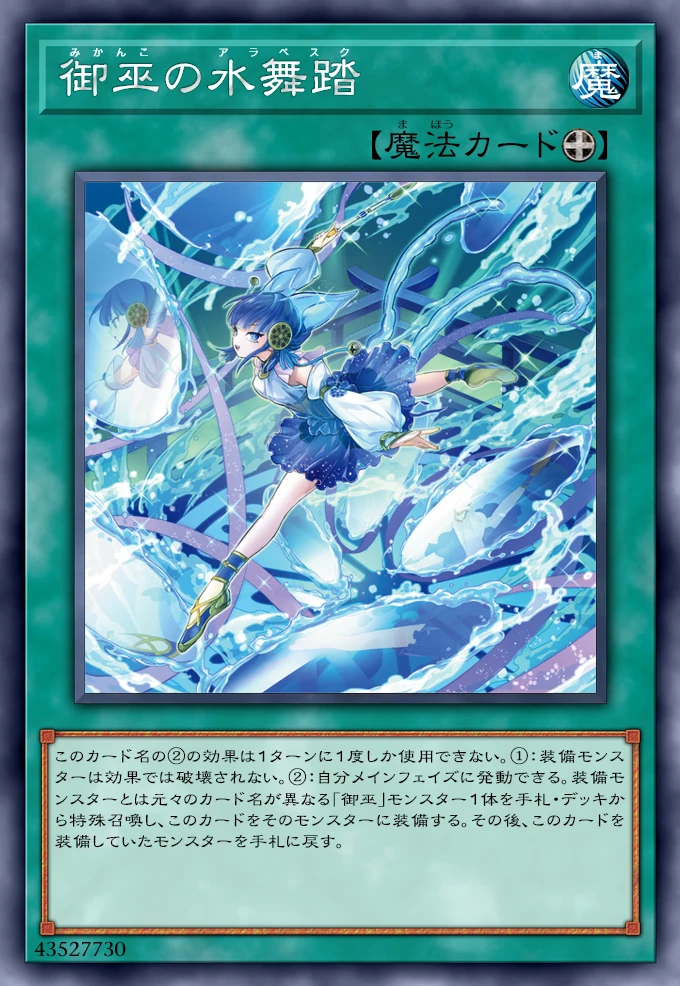 みかんこ アラベスク
御巫の水舞踏
ま
魔
ま ほう
【魔法カード】
このカード名の②の効果は1ターンに1度しか使用できない。①:装備モンス
ターは効果では破壊されない。②:自分メインフェイズに発動できる。装備モ
ンスターとは元々のカード名が異なる「御巫」モンスター1体を手札・デッキか
ら特殊召喚し、このカードをそのモンスターに装備する。その後、このカードを
装備していたモンスターを手札に戻す。
43527730